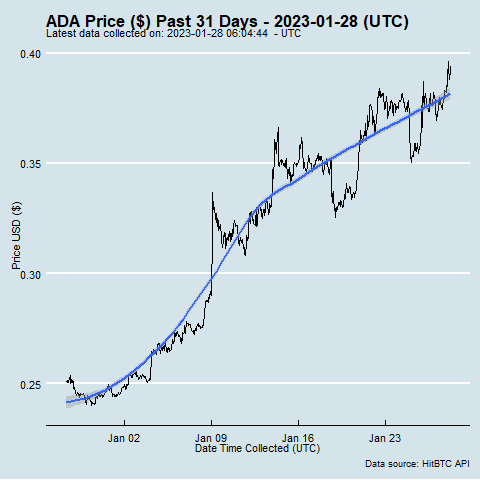 ADA Price ($) Past 31 Days - 2023-01-28 (UTC)
Latest data collected on: 2023-01-28 06:04:44  - UTC
0.40
0.35
0.30
0.25
Price USD ($)
Jan 02
Jan 09
Jan 16
Jan 23
Date Time Collected (UTC)
Data source: HitBTC API